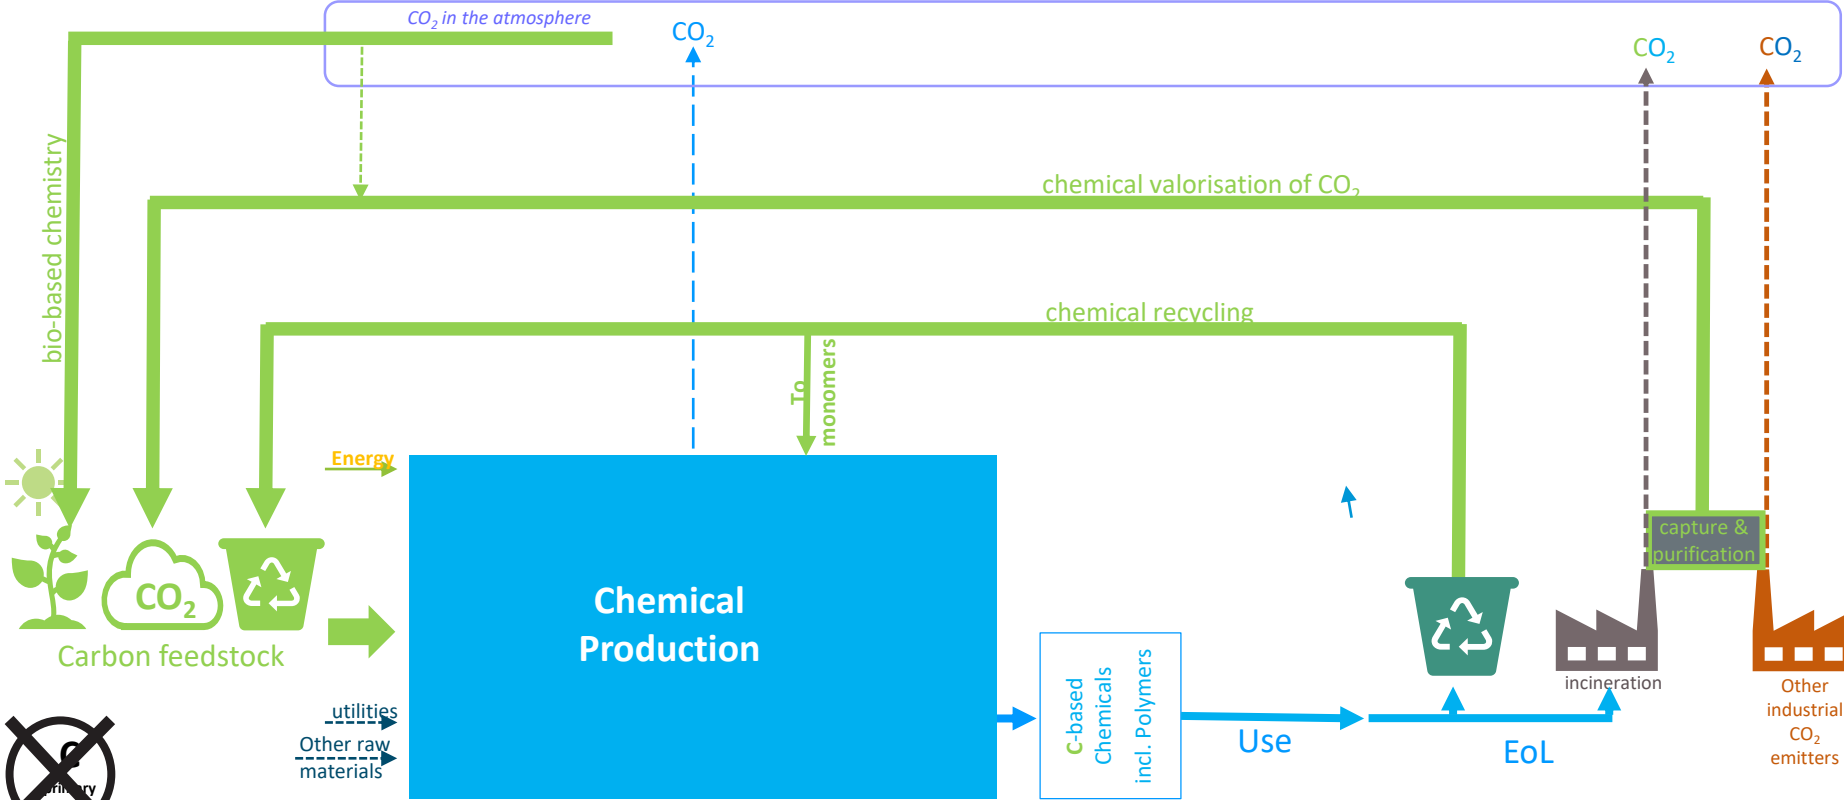 CO2 in the atmosphere
CO2
CO2
CO2
bio-based chemistry
chemical valorisation of CO2
chemical recycling
To
monomers
Energy
capture &
purification
CO2
Carbon feedstock
Chemical
Production
utilities
Other raw
materials
C-based
Chemicals
incl. Polymers
Use
EoL
incineration
Other
industrial
CO2
emitters
C
primary